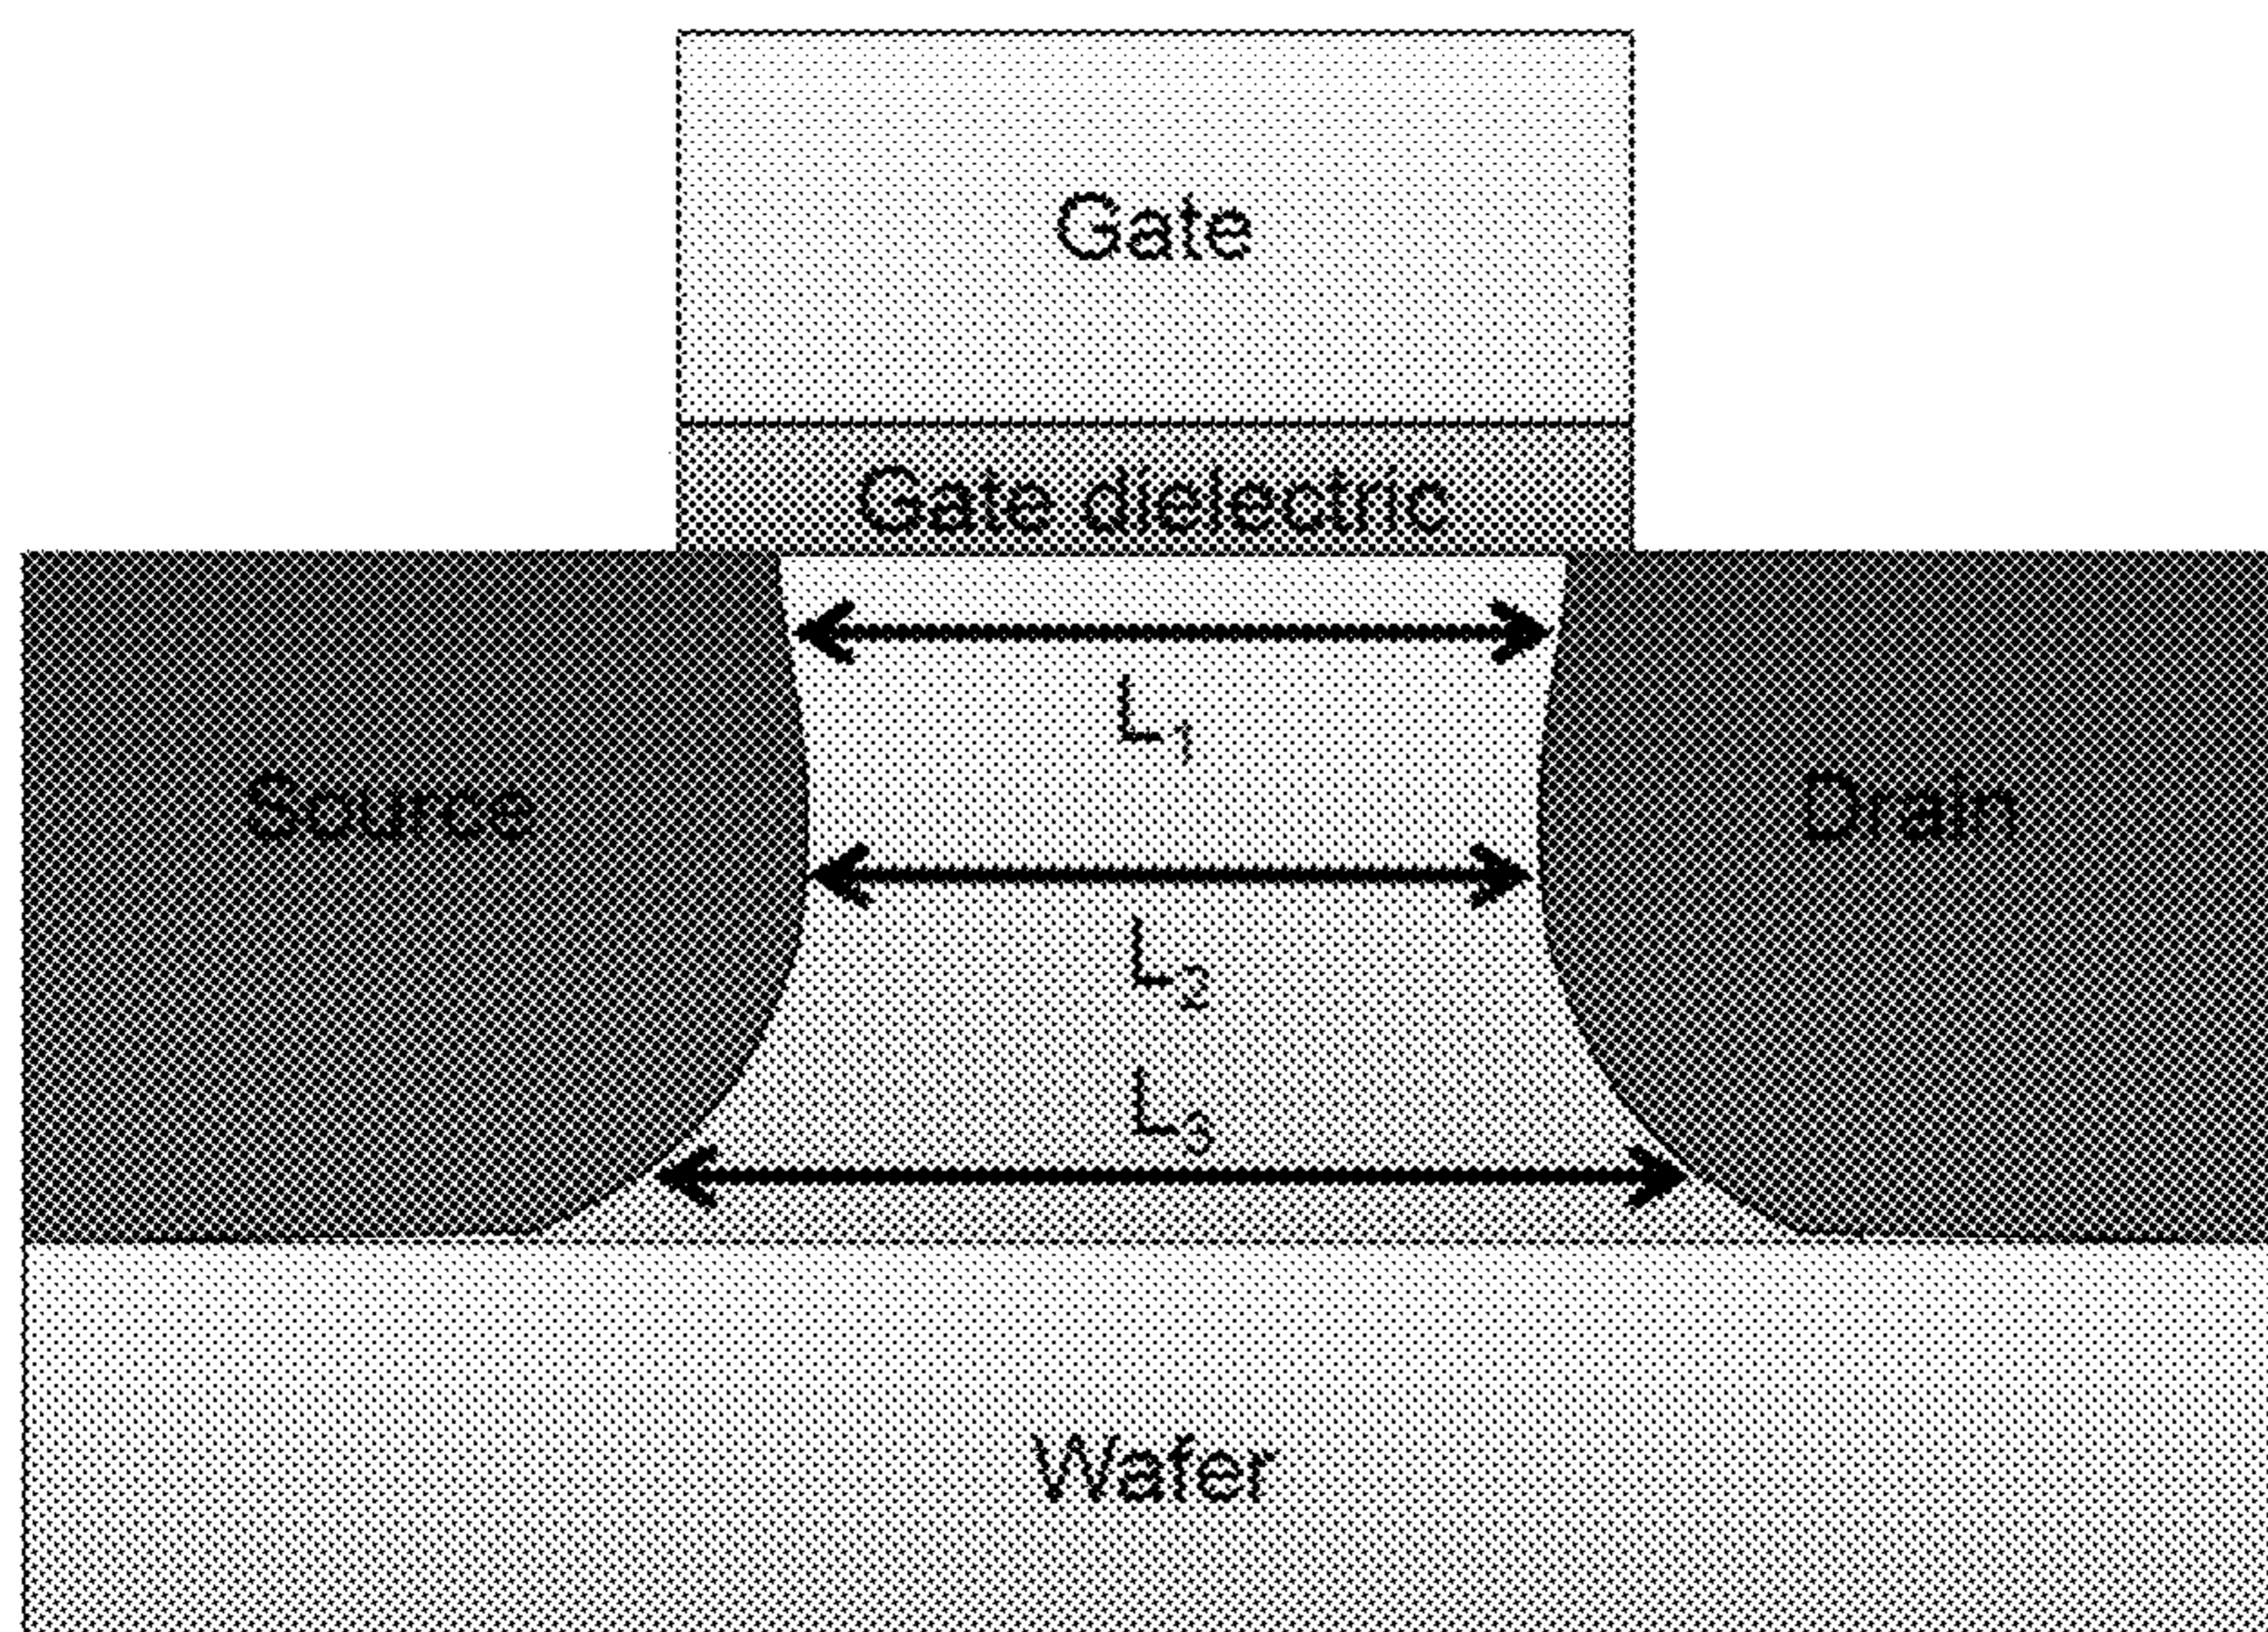 Gate
Gate dielectric
L₁
Source
Drain
L₂
L₃
Wafer